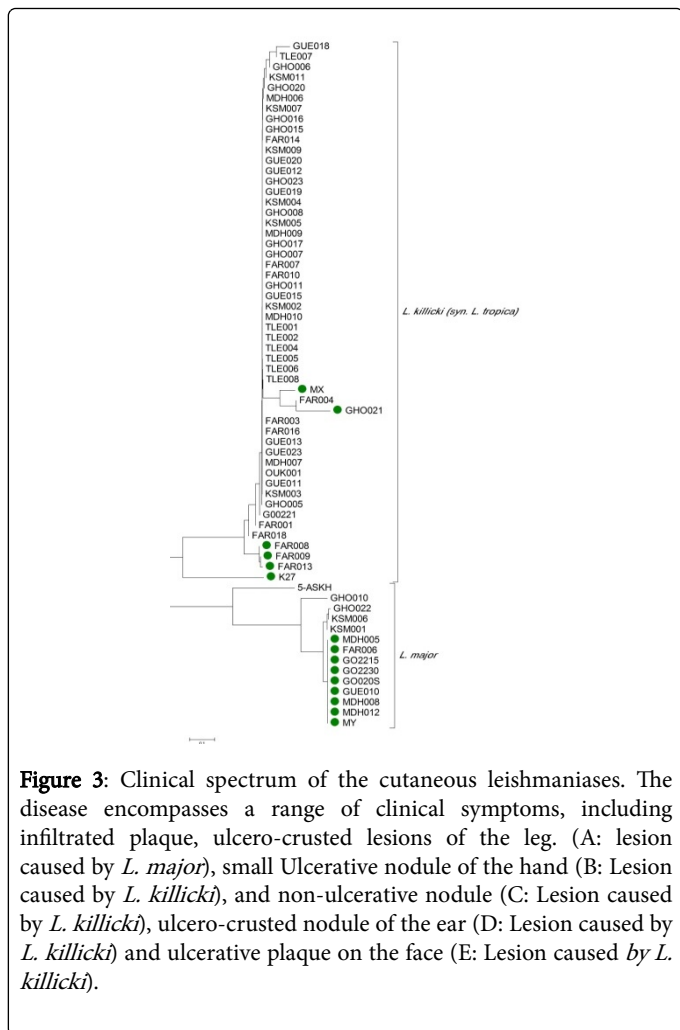 GUE018
TLE007
GHO006
KSM011
GHO020
MDH006
KSM007
GHO016
GHO015
FAR014
KSM009
GUE020
GUE012
GHO023
GUE019
KSM004
GHO008
KSM005
MDH009
GHO017
GHO007
FAR007
FAR010
GHO011
GUE015
KSM002
MDH010
TLE001
TLE002
TLE004
TLE005
TLE006
TLE008
MX
FAR004
GHO021
FAR003
FAR016
GUE013
GUE023
MDH007
OUK001
GUE011
KSM003
GHO005
G00221
FAR001
FAR018
FAR008
FAR009
FAR013
K27
L. killicki (syn. L. tropica)
5-ASKH
GHO010
GHO022
KSM006
KSM001
MDH005
FAR006
GO2215
GO2230
GO020S
GUE010
MDH008
MDH012
MY
L. major
Figure 3: Clinical spectrum of the cutaneous leishmaniases. The
disease encompasses a range of clinical symptoms, including
infiltrated plaque, ulcero-crusted lesions of the leg. (A: lesion
caused by L. major), small Ulcerative nodule of the hand (B: Lesion
caused by L. killicki), and non-ulcerative nodule (C: Lesion caused
by L. killicki), ulcero-crusted nodule of the ear (D: Lesion caused by
L. killicki) and ulcerative plaque on the face (E: Lesion caused by L.
killicki).